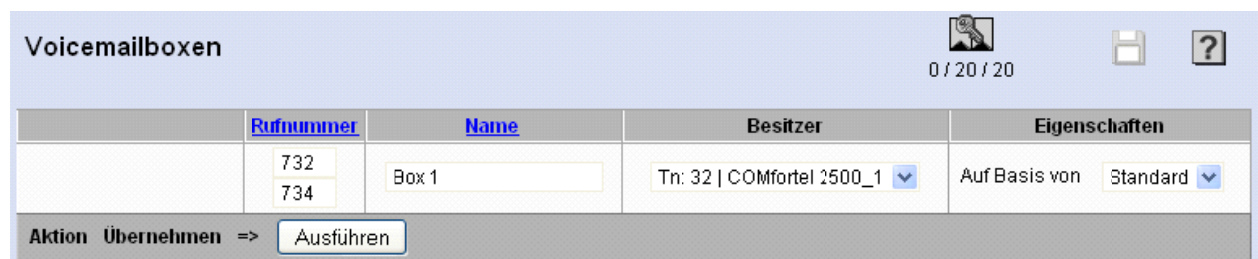 Voicemailboxen
0 / 20 / 20
?
Rufnummer Name Besitzer Eigenschaften
732
734
Box 1 Tn: 32 | COMfortel 2500_1 Auf Basis von Standard
Aktion Übernehmen => Ausführen